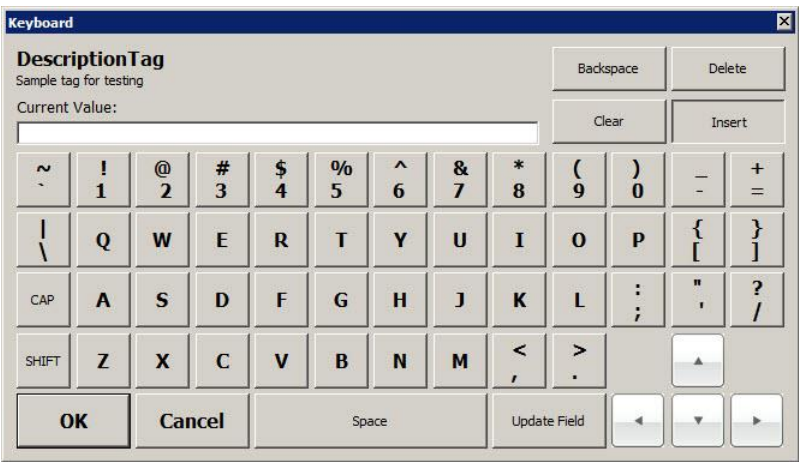 Keyboard
DescriptionTag
Sample tag for testing
Backspace Delete
Current Value:
Clear Insert
~ ! @ # $ % ^ & * ( ) _ +
` 1 2 3 4 5 6 7 8 9 0 - =
| Q W E R T Y U I O P { }
\ [ ]
CAP A S D F G H J K L : " ?
; ' /
SHIFT Z X C V B N M < >
, .
OK Cancel Space Update Field